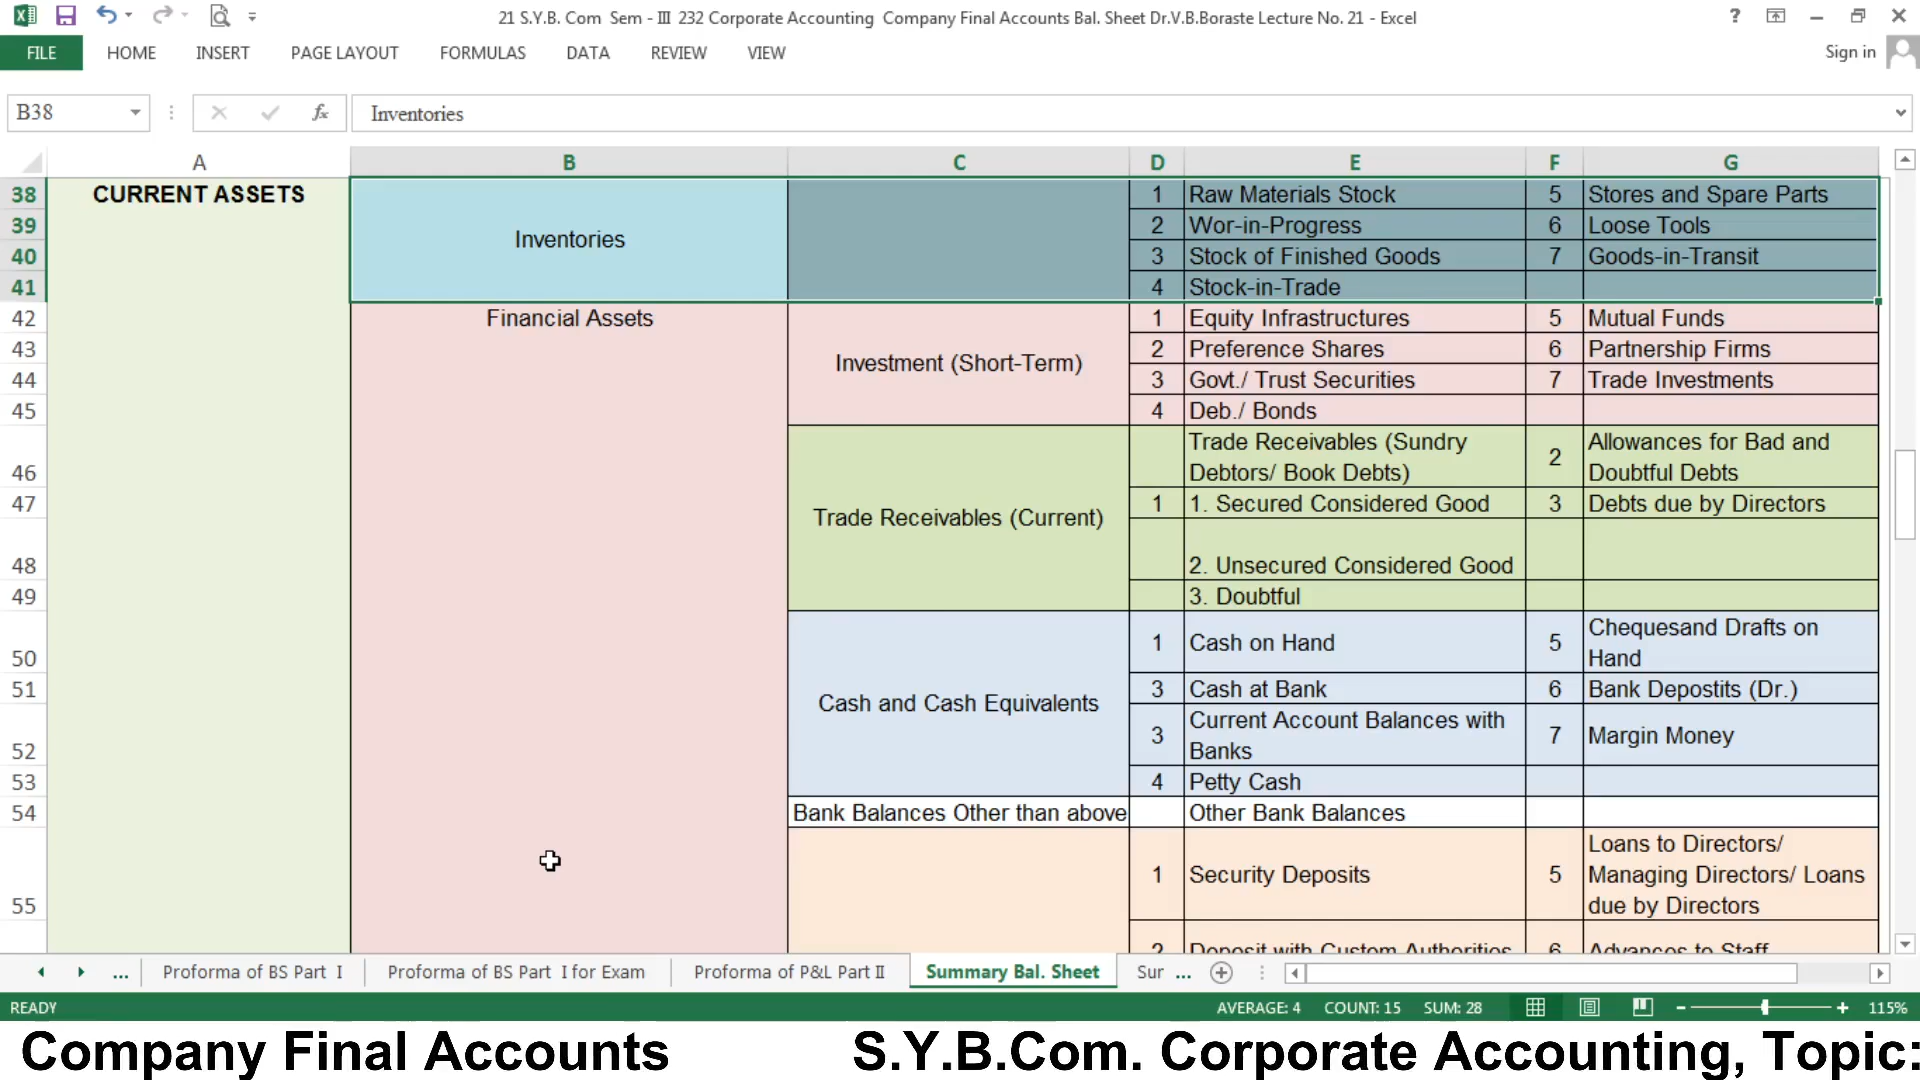 21 S.Y.B. Com Sem - III 232 Corporate Accounting Company Final Accounts Bal. Sheet Dr.V.B.Boraste Lecture No. 21 - Excel
?
FILE HOME INSERT PAGE LAYOUT FORMULAS DATA REVIEW VIEW Sign in
B38 fx Inventories
A B C D E F G
38 CURRENT ASSETS Inventories 1 Raw Materials Stock 5 Stores and Spare Parts
39 2 Wor-in-Progress 6 Loose Tools
40 3 Stock of Finished Goods 7 Goods-in-Transit
41 4 Stock-in-Trade
42 Financial Assets Investment (Short-Term) 1 Equity Infrastructures 5 Mutual Funds
43 2 Preference Shares 6 Partnership Firms
44 3 Govt./ Trust Securities 7 Trade Investments
45 4 Deb./ Bonds
46 Trade Receivables (Current) Trade Receivables (Sundry Debtors/ Book Debts) 2 Allowances for Bad and Doubtful Debts
47 1 1. Secured Considered Good 3 Debts due by Directors
48 2. Unsecured Considered Good
49 3. Doubtful
50 Cash and Cash Equivalents 1 Cash on Hand 5 Chequesand Drafts on Hand
51 3 Cash at Bank 6 Bank Depostits (Dr.)
52 3 Current Account Balances with Banks 7 Margin Money
53 4 Petty Cash
54 Bank Balances Other than above Other Bank Balances
55 1 Security Deposits 5 Loans to Directors/ Managing Directors/ Loans due by Directors
2 Deposit with Custom Authorities 6 Advances to Staff
... Proforma of BS Part I Proforma of BS Part I for Exam Proforma of P&L Part II Summary Bal. Sheet Sur ...
READY AVERAGE: 4 COUNT: 15 SUM: 28 115%
Company Final Accounts S.Y.B.Com. Corporate Accounting, Topic: